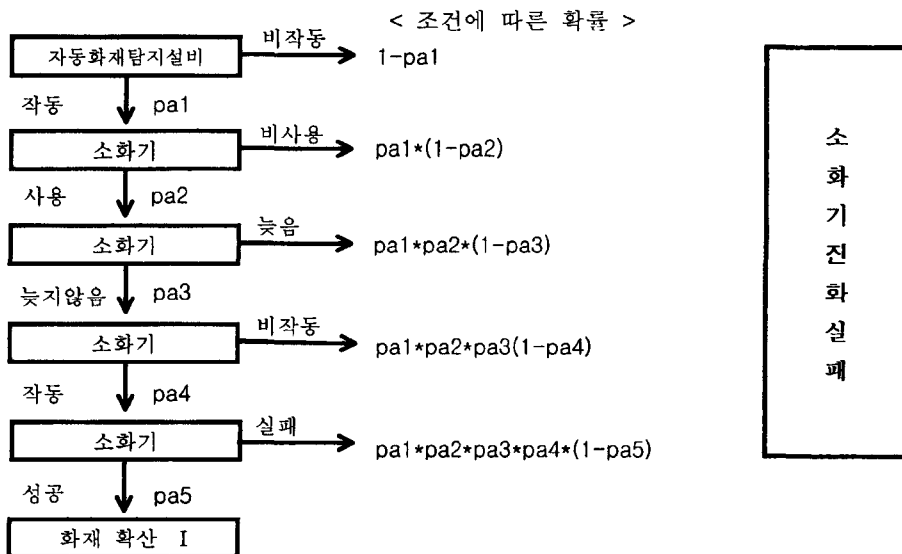 < 조건에 따른 확률 >
자동화재탐지설비
비작동
1-pa1
작동
pa1
소화기
비사용
pa1*(1-pa2)
사용
pa2
소화기
늦음
pa1*pa2*(1-pa3)
늦지않음
pa3
소화기
비작동
pa1*pa2*pa3(1-pa4)
작동
pa4
소화기
실패
pa1*pa2*pa3*pa4*(1-pa5)
성공
pa5
화재 확산 I
소
화
기
진
화
실
패